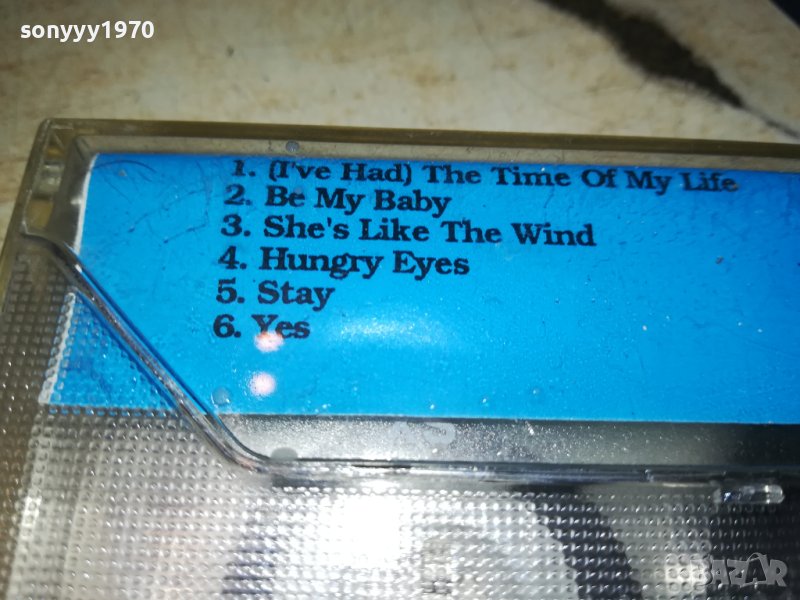 sonyyy1970
1. (I've Had) The Time Of My Life
2. Be My Baby
3. She's Like The Wind
4. Hungry Eyes
5. Stay
6. Yes
BAZAR